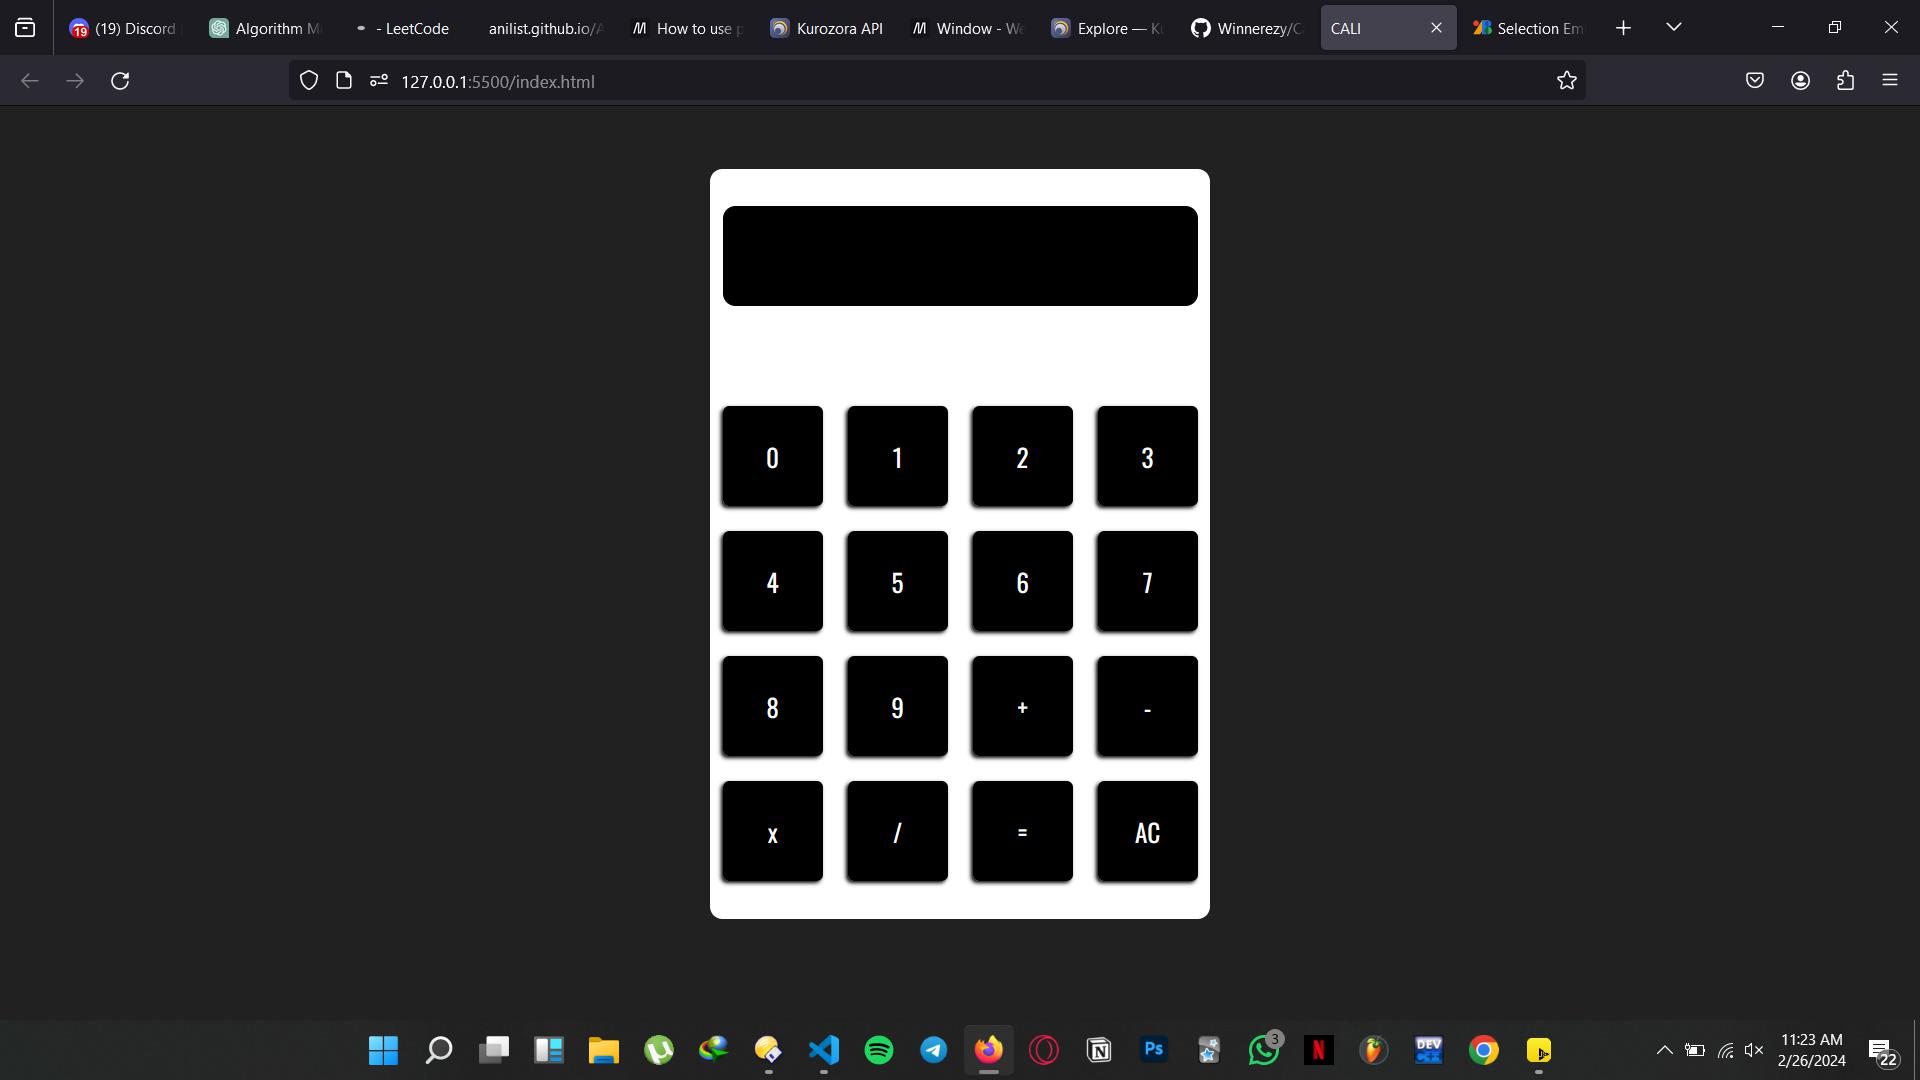 19
(19) Discord
Algorithm M
- LeetCode
anilist.github.io/A
How to use p
Kurozora API
Window - We
Explore — Ku
Winnerezy/C
CALI
Selection Em
127.0.0.1:5500/index.html
0 1 2 3
4 5 6 7
8 9 + -
x / = AC
Ps
3
N
DEV
11:23 AM
2/26/2024
22